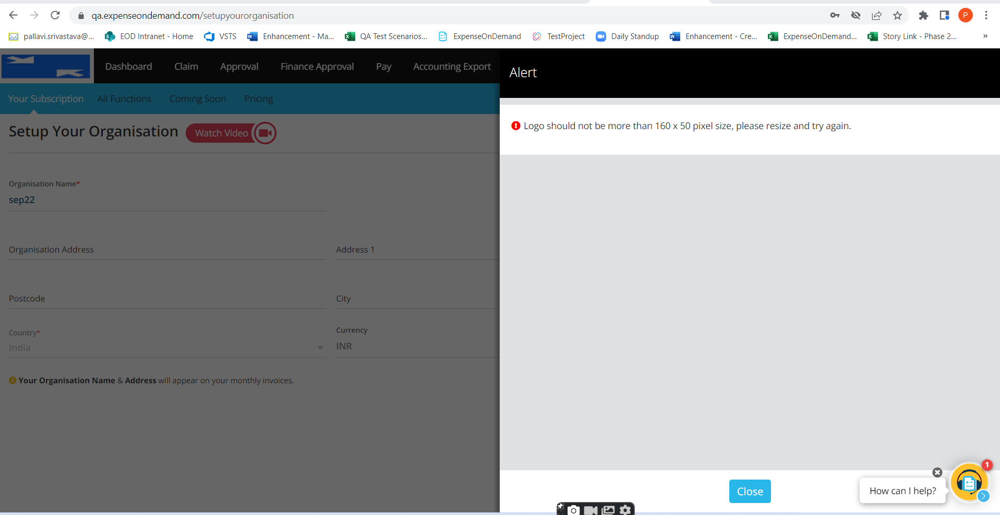 qa.expenseondemand.com/setupyourorganisation
P
pallavi.srivastava@... EOD Intranet - Home VSTS Enhancement - Ma... QA Test Scenarios... ExpenseOnDemand TestProject Daily Standup Enhancement - Cre... ExpenseOnDemand... Story Link - Phase 2... »
Dashboard Claim Approval Finance Approval Pay Accounting Export
Alert
Your Subscription All Functions Coming Soon Pricing
Setup Your Organisation Watch Video
Logo should not be more than 160 x 50 pixel size, please resize and try again.
Organisation Name*
sep22
Organisation Address Address 1
Postcode City
Country* Currency
India INR
Your Organisation Name & Address will appear on your monthly invoices.
1
How can I help?
Close